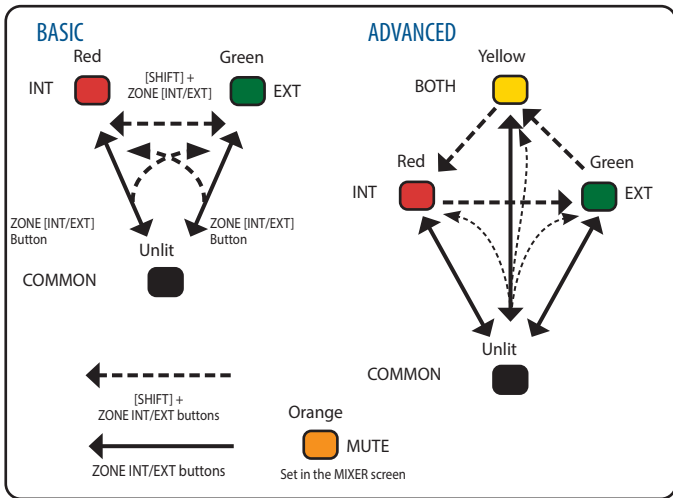 BASIC
Red
Green
INT
[SHIFT] +
ZONE [INT/EXT]
EXT
ZONE [INT/EXT]
Button
ZONE [INT/EXT]
Button
Unlit
COMMON
ADVANCED
Yellow
BOTH
Red
Green
INT
EXT
Unlit
COMMON
[SHIFT] +
ZONE INT/EXT buttons
ZONE INT/EXT buttons
Orange
MUTE
Set in the MIXER screen